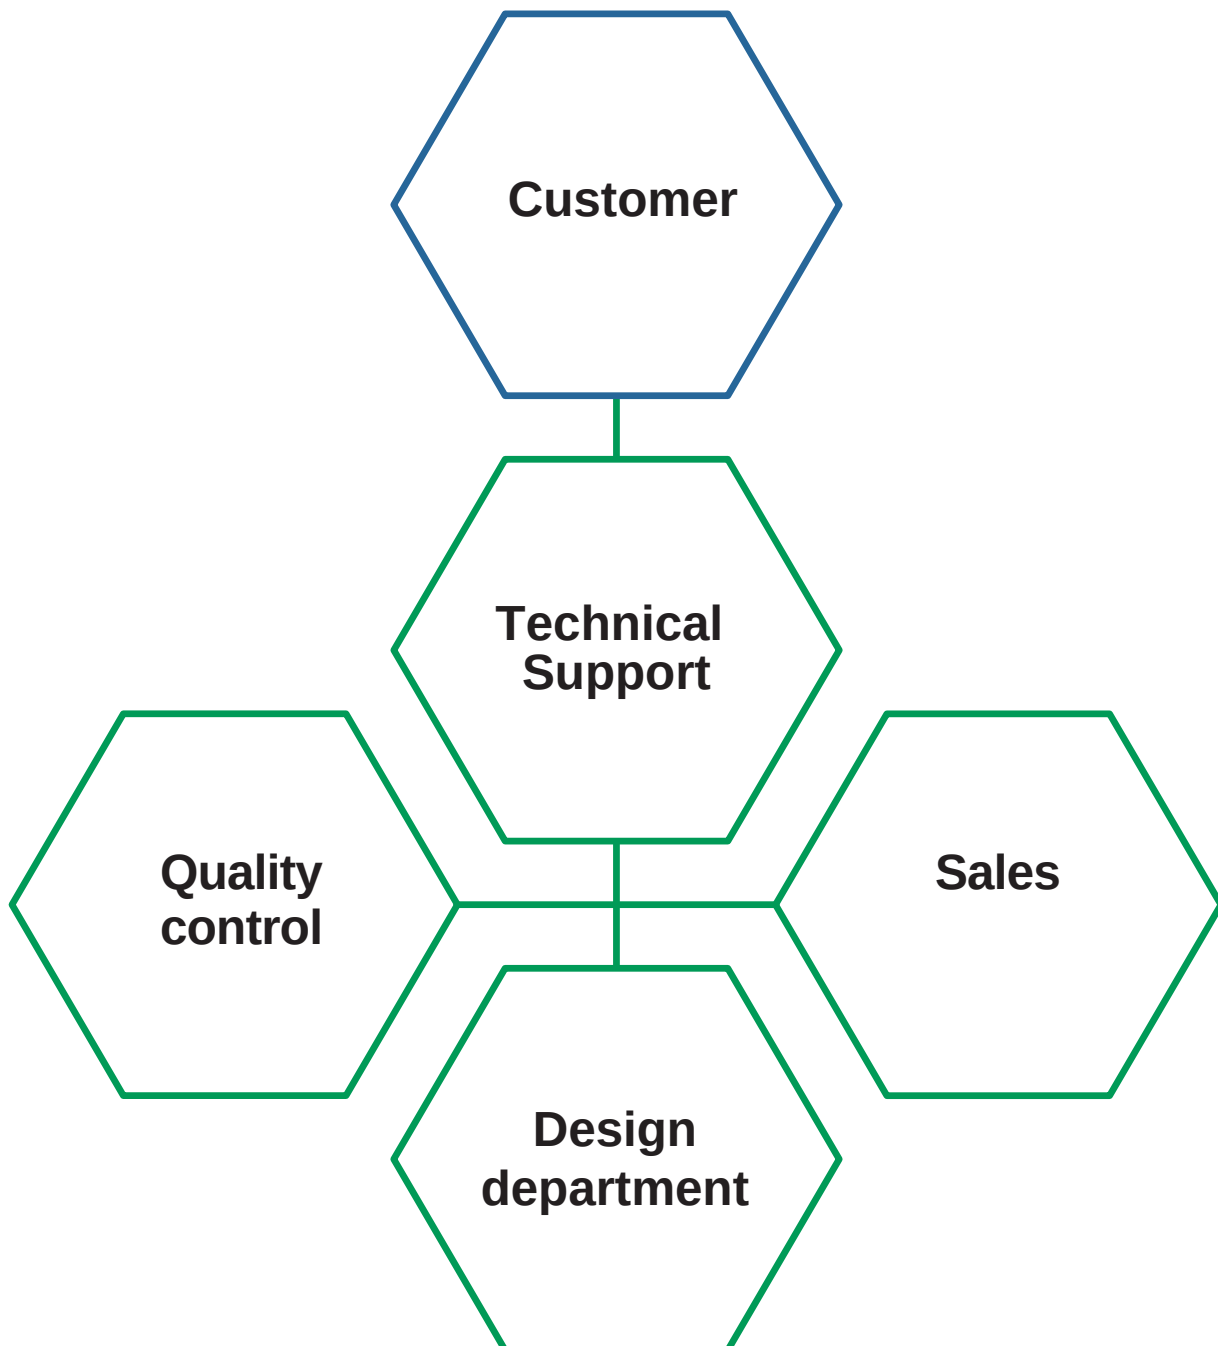 Customer
Technical
Support
Quality
control
Sales
Design
department